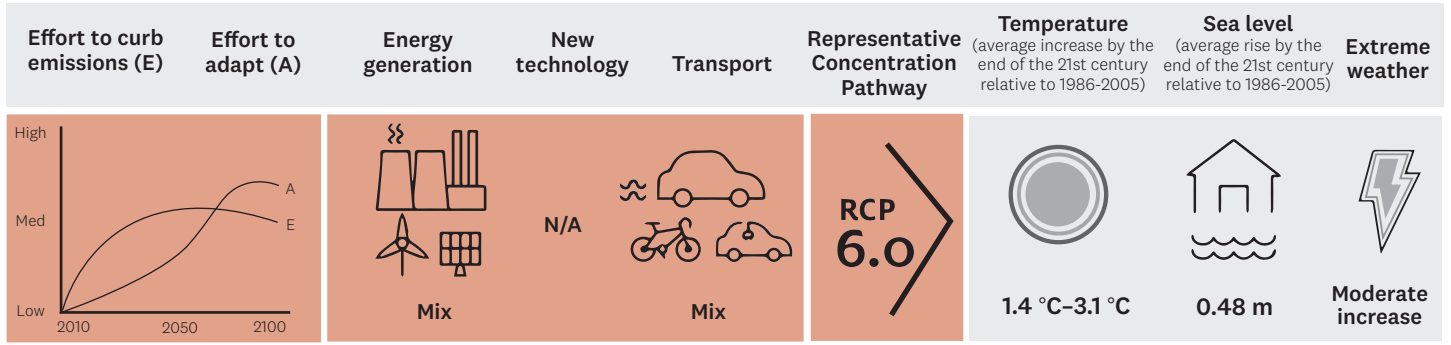 Effort to curb
emissions (E)
Effort to
adapt (A)
Energy
generation
New
technology
Transport
Representative
Concentration
Pathway
Temperature
(average increase by the
end of the 21st century
relative to 1986-2005)
Sea level
(average rise by the
end of the 21st century
relative to 1986-2005)
Extreme
weather
High
Med
Low
A
E
2010
2050
2100
Mix
N/A
Mix
RCP
6.0
1.4 °C–3.1 °C
0.48 m
Moderate
increase